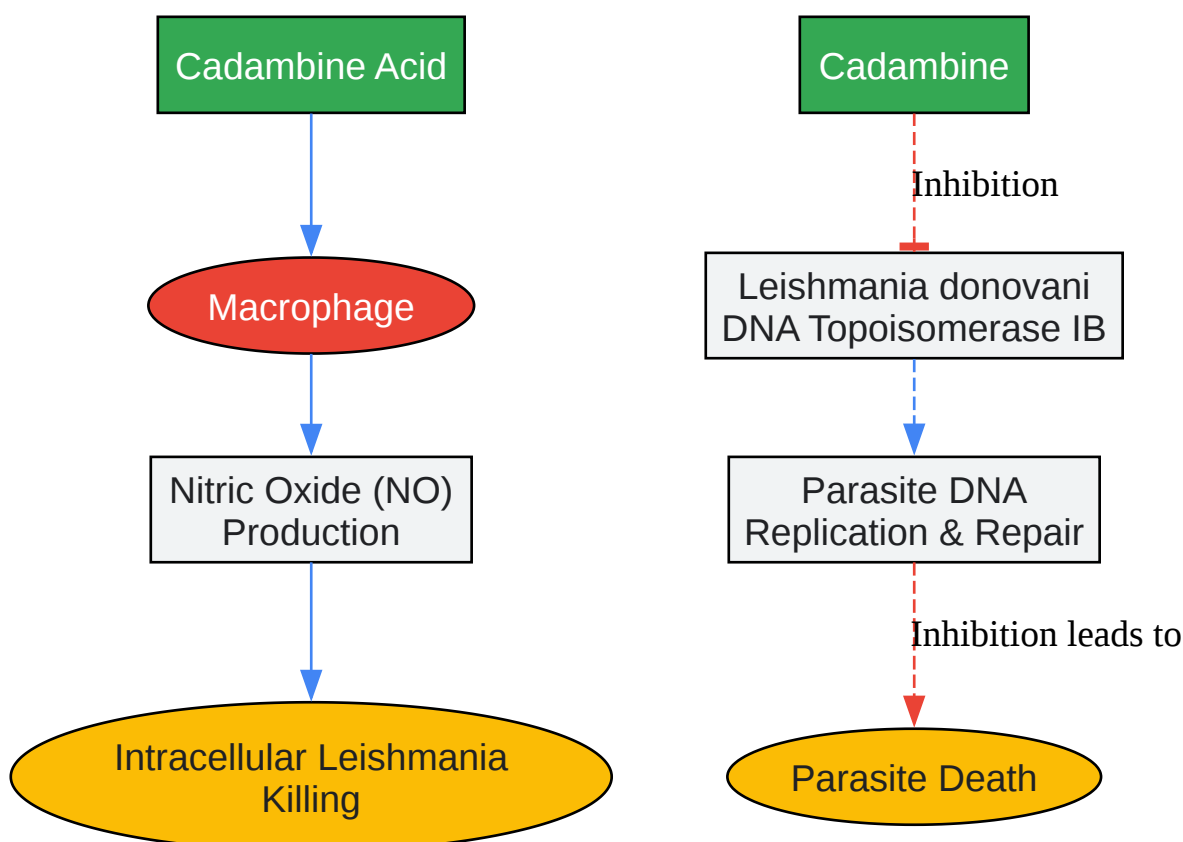 Cadambine Acid
Macrophage
Nitric Oxide (NO)
Production
Intracellular Leishmania
Killing
Cadambine
Inhibition
Leishmania donovani
DNA Topoisomerase IB
Parasite DNA
Replication & Repair
Inhibition leads to
Parasite Death